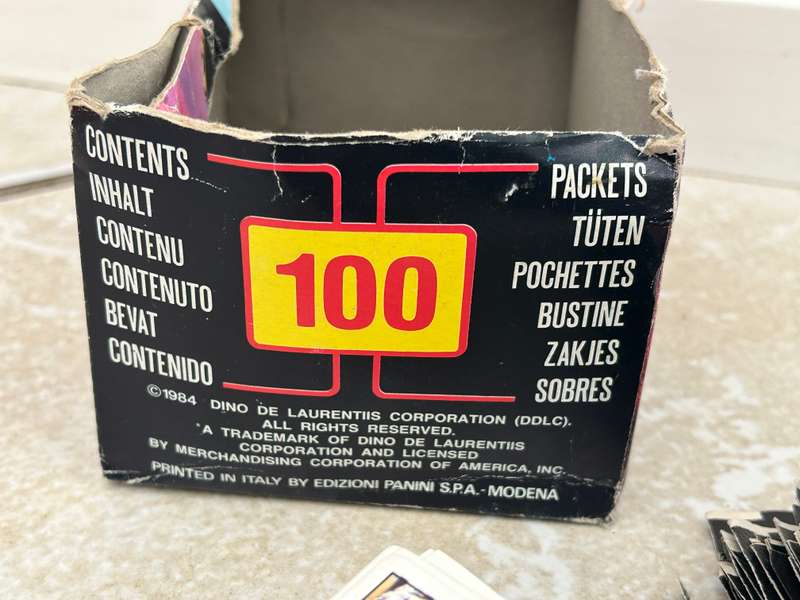 CONTENTS
INHALT
CONTENU
CONTENUTO
BEVAT
CONTENIDO
100
PACKETS
TÜTEN
POCHETTES
BUSTINE
ZAKJES
SOBRES
©1984 DINO DE LAURENTIIS CORPORATION (DDLC).
ALL RIGHTS RESERVED.
*A TRADEMARK OF DINO DE LAURENTIIS
CORPORATION AND LICENSED
BY MERCHANDISING CORPORATION OF AMERICA, INC.
PRINTED IN ITALY BY EDIZIONI PANINI S.P.A.-MODENA